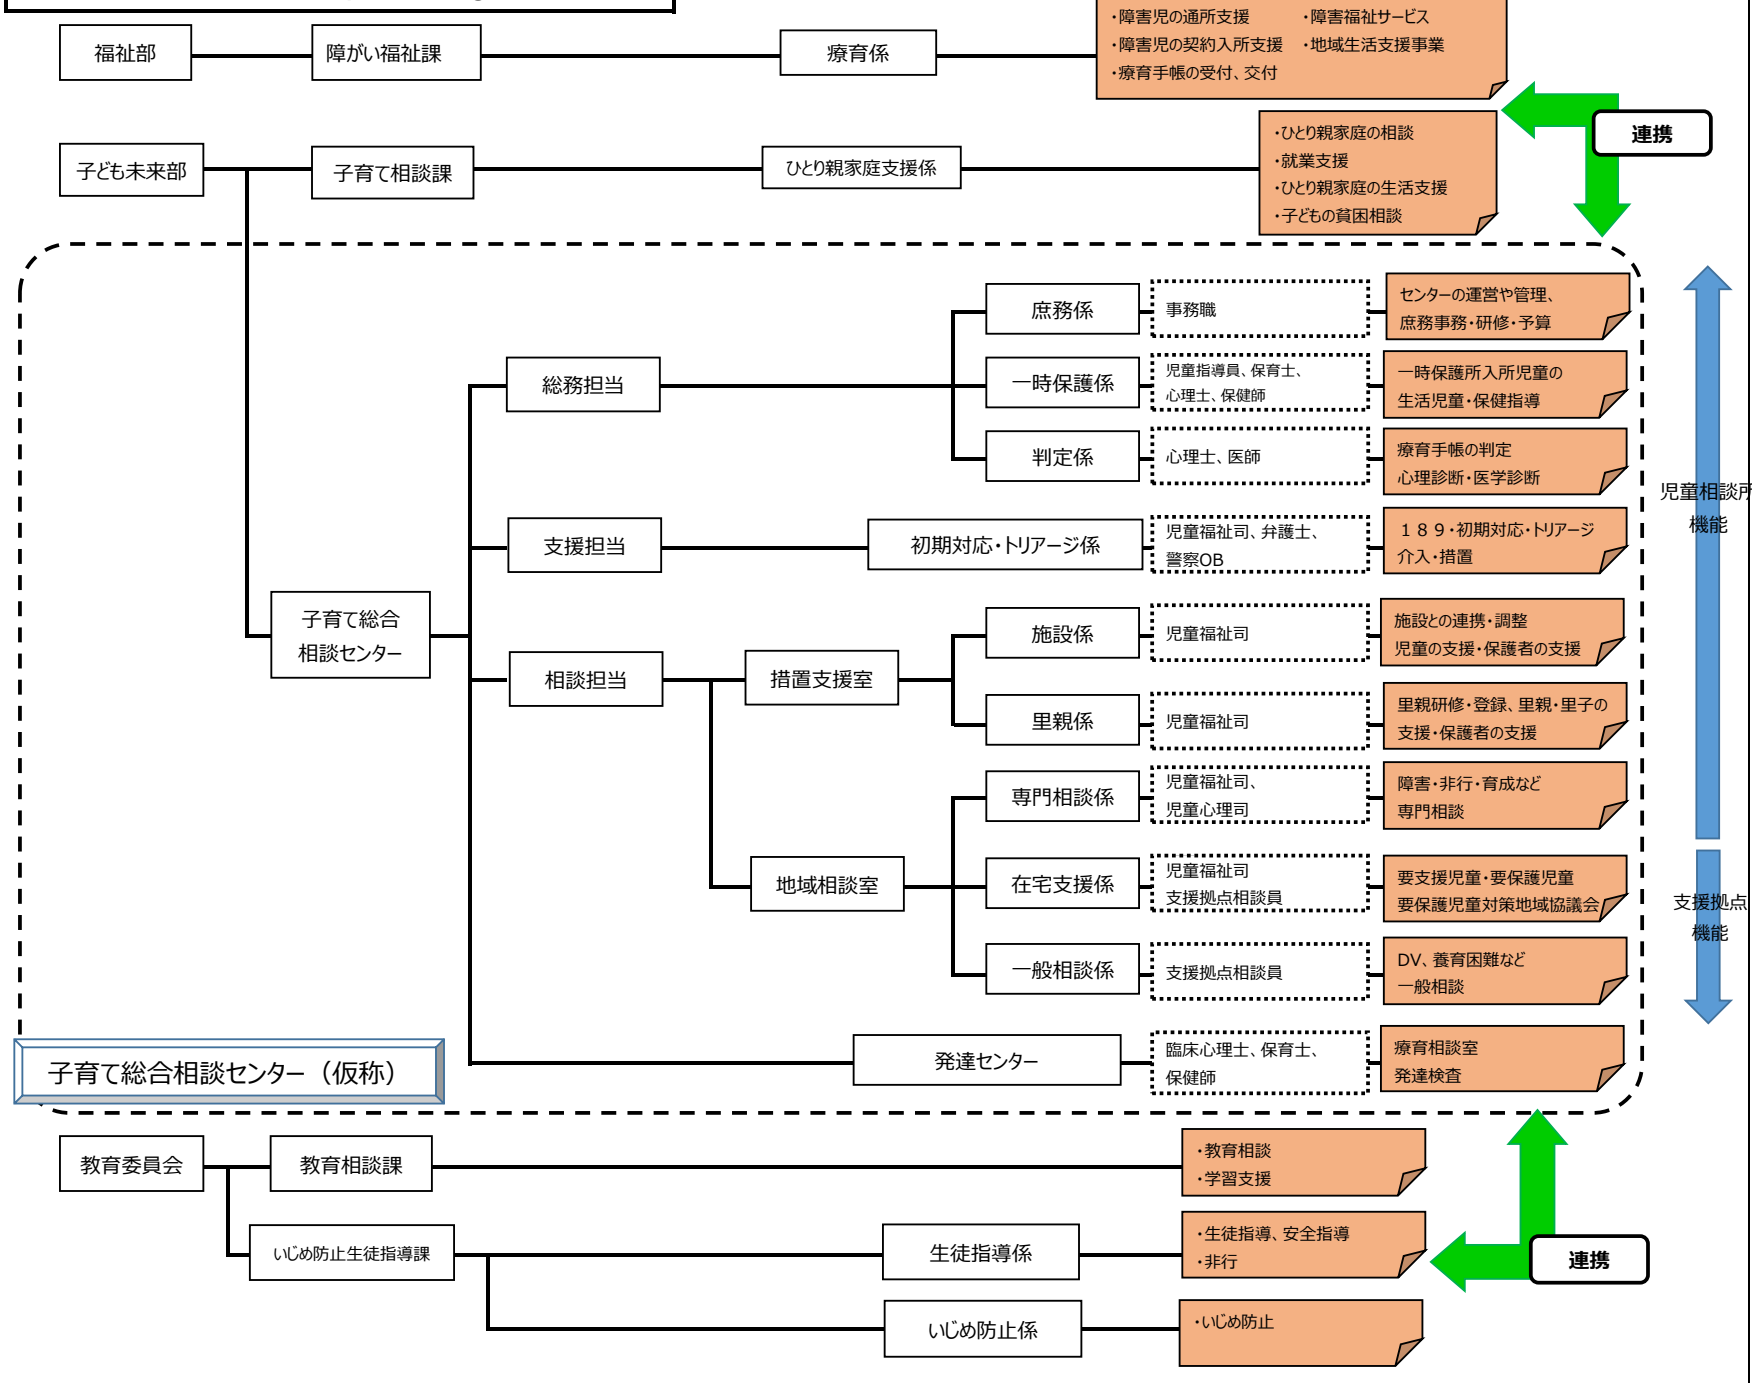 福祉部
障がい福祉課
療育係
・障害児の通所支援　・障害福祉サービス
・障害児の契約入所支援　・地域生活支援事業
・療育手帳の受付、交付
連携
子ども未来部
子育て相談課
ひとり親家庭支援係
・ひとり親家庭の相談
・就業支援
・ひとり親家庭の生活支援
・子どもの貧困相談
子育て総合
相談センター
総務担当
庶務係
事務職
センターの運営や管理、
庶務事務・研修・予算
一時保護係
児童指導員、保育士、
心理士、保健師
一時保護所入所児童の
生活児童・保健指導
判定係
心理士、医師
療育手帳の判定
心理診断・医学診断
支援担当
初期対応・トリアージ係
児童福祉司、弁護士、
警察OB
１８９・初期対応・トリアージ
介入・措置
相談担当
措置支援室
施設係
児童福祉司
施設との連携・調整
児童の支援・保護者の支援
里親係
児童福祉司
里親研修・登録、里親・里子の
支援・保護者の支援
地域相談室
専門相談係
児童福祉司、
児童心理司
障害・非行・育成など
専門相談
在宅支援係
児童福祉司
支援拠点相談員
要支援児童・要保護児童
要保護児童対策地域協議会
一般相談係
支援拠点相談員
DV、養育困難など
一般相談
発達センター
臨床心理士、保育士、
保健師
療育相談室
発達検査
児童相談所
機能
支援拠点
機能
子育て総合相談センター（仮称）
教育委員会
教育相談課
・教育相談
・学習支援
いじめ防止生徒指導課
生徒指導係
・生徒指導、安全指導
・非行
連携
いじめ防止係
・いじめ防止